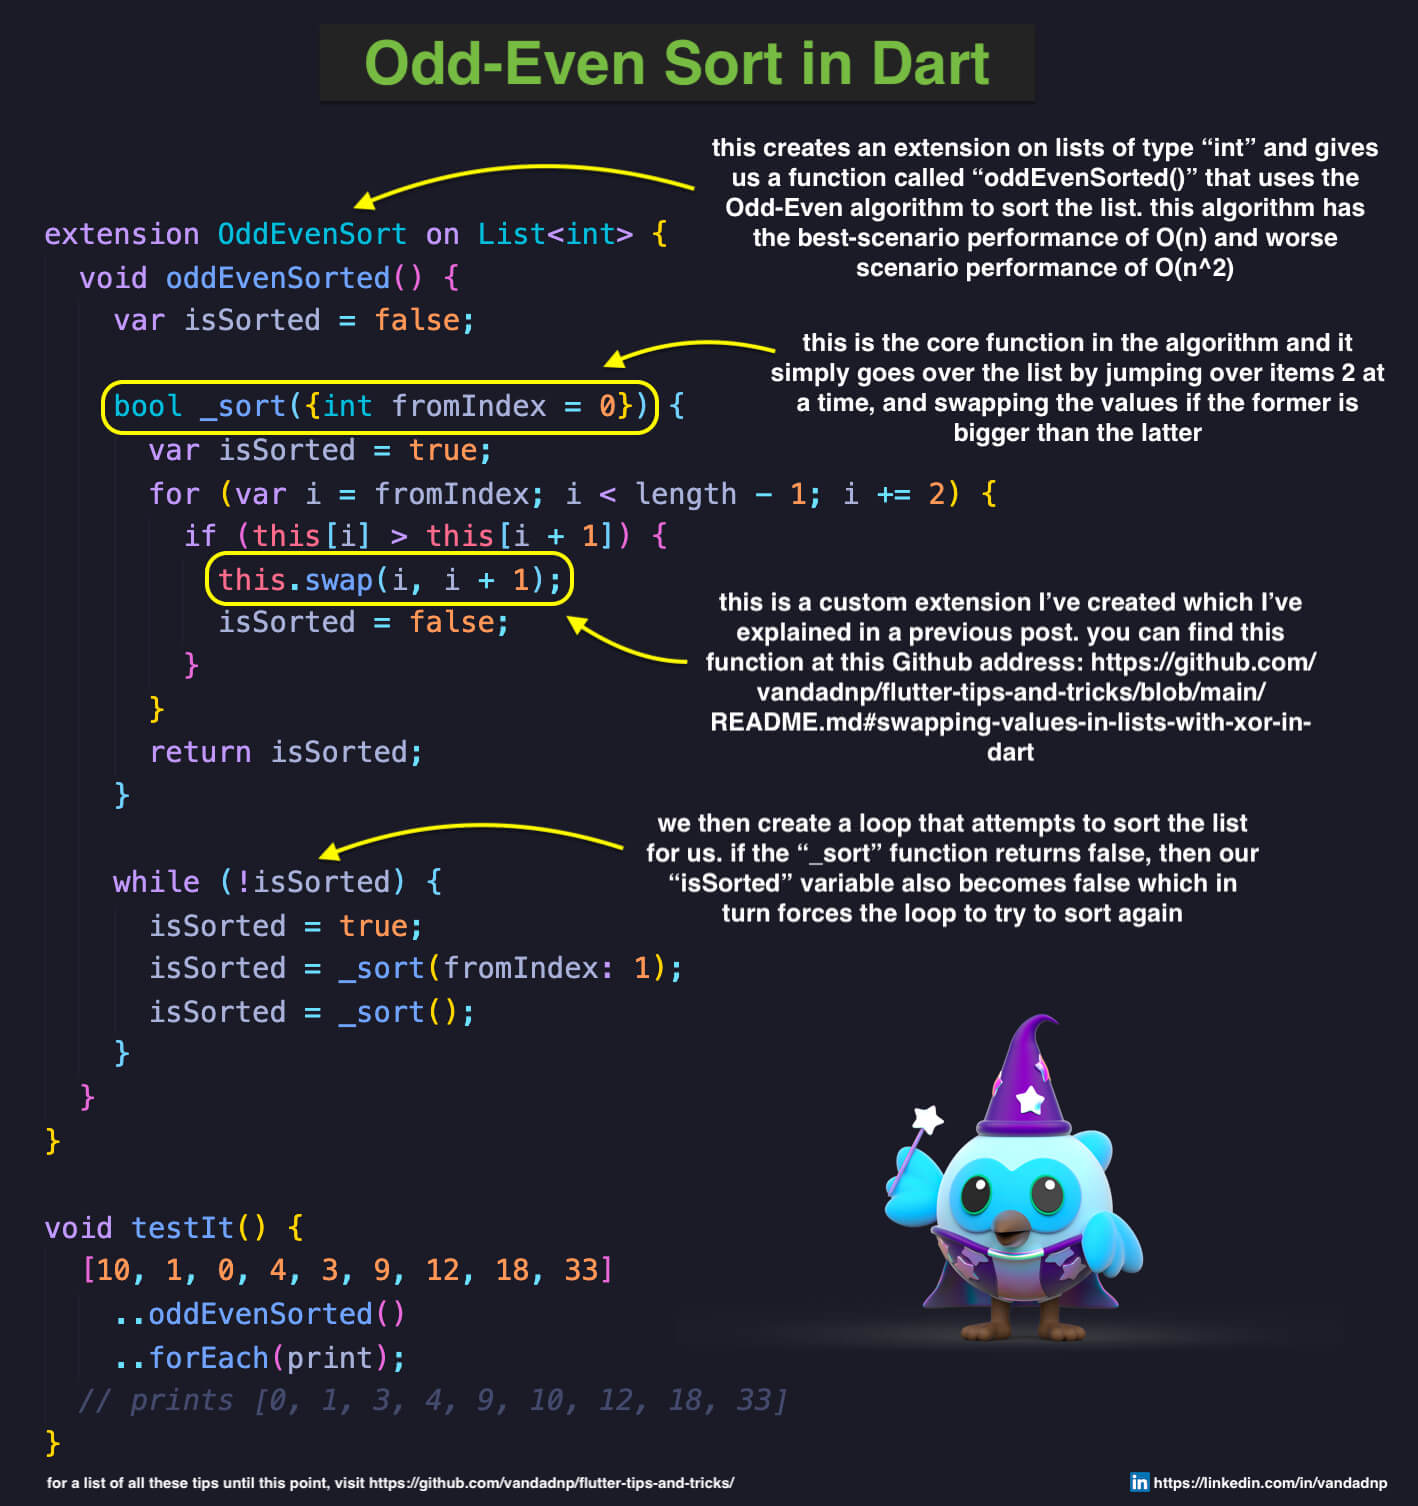 Odd-Even Sort in Dart
this creates an extension on lists of type “int” and gives
us a function called “oddEvenSorted()” that uses the
Odd-Even algorithm to sort the list. this algorithm has
the best-scenario performance of O(n) and worse
scenario performance of O(n^2)
extension OddEvenSort on List<int> {
void oddEvenSorted() {
var isSorted = false;
this is the core function in the algorithm and it
simply goes over the list by jumping over items 2 at
a time, and swapping the values if the former is
bigger than the latter
bool _sort({int fromIndex = 0}) {
var isSorted = true;
for (var i = fromIndex; i < length - 1; i += 2) {
if (this[i] > this[i + 1]) {
this.swap(i, i + 1);
isSorted = false;
}
}
return isSorted;
}
this is a custom extension I’ve created which I’ve
explained in a previous post. you can find this
function at this Github address: https://github.com/
vandadnp/flutter-tips-and-tricks/blob/main/
README.md#swapping-values-in-lists-with-xor-in-
dart
we then create a loop that attempts to sort the list
for us. if the “_sort” function returns false, then our
“isSorted” variable also becomes false which in
turn forces the loop to try to sort again
while (!isSorted) {
isSorted = true;
isSorted = _sort(fromIndex: 1);
isSorted = _sort();
}
}
}
void testIt() {
[10, 1, 0, 4, 3, 9, 12, 18, 33]
..oddEvenSorted()
..forEach(print);
// prints [0, 1, 3, 4, 9, 10, 12, 18, 33]
}
for a list of all these tips until this point, visit https://github.com/vandadnp/flutter-tips-and-tricks/
in https://linkedin.com/in/vandadnp